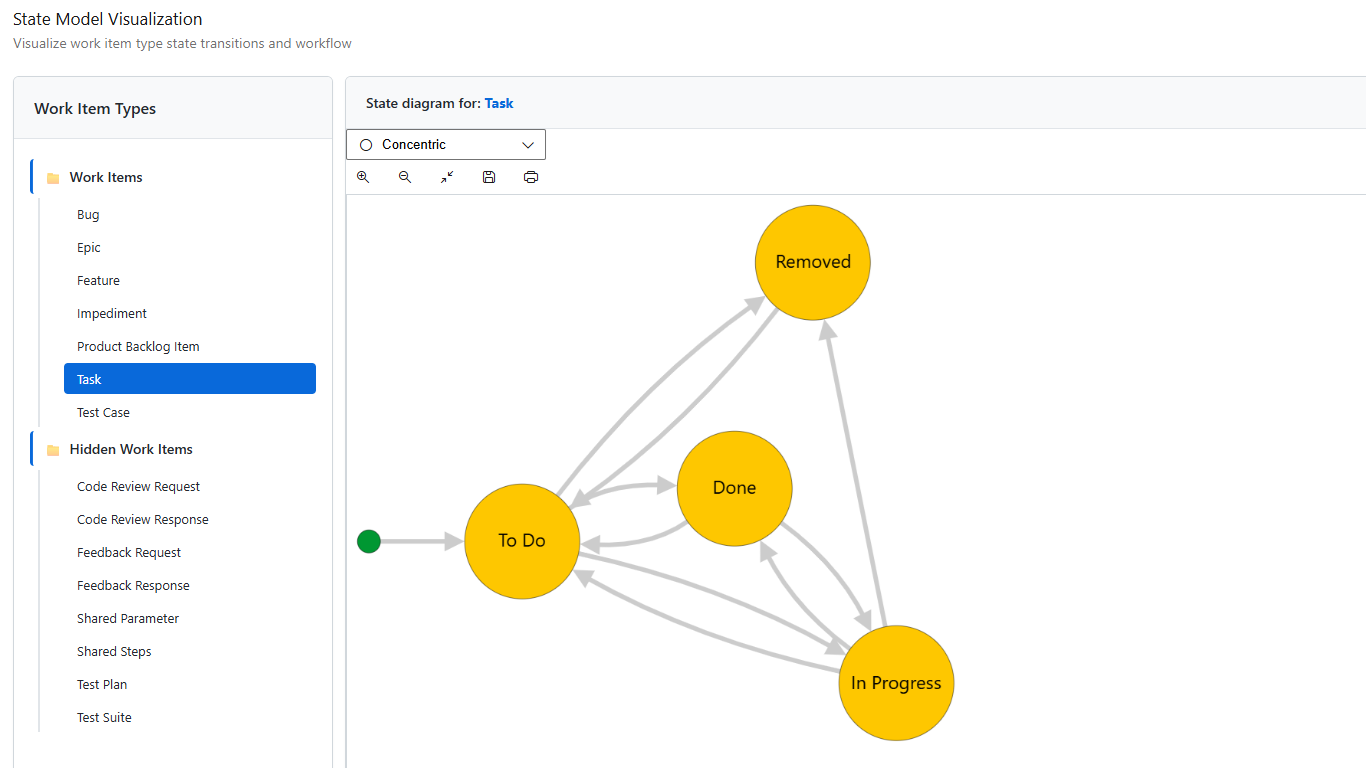 State Model Visualization
Visualize work item type state transitions and workflow
Work Item Types
Work Items
Bug
Epic
Feature
Impediment
Product Backlog Item
Task
Test Case
Hidden Work Items
Code Review Request
Code Review Response
Feedback Request
Feedback Response
Shared Parameter
Shared Steps
Test Plan
Test Suite
State diagram for: Task
Concentric
Removed
Done
To Do
In Progress